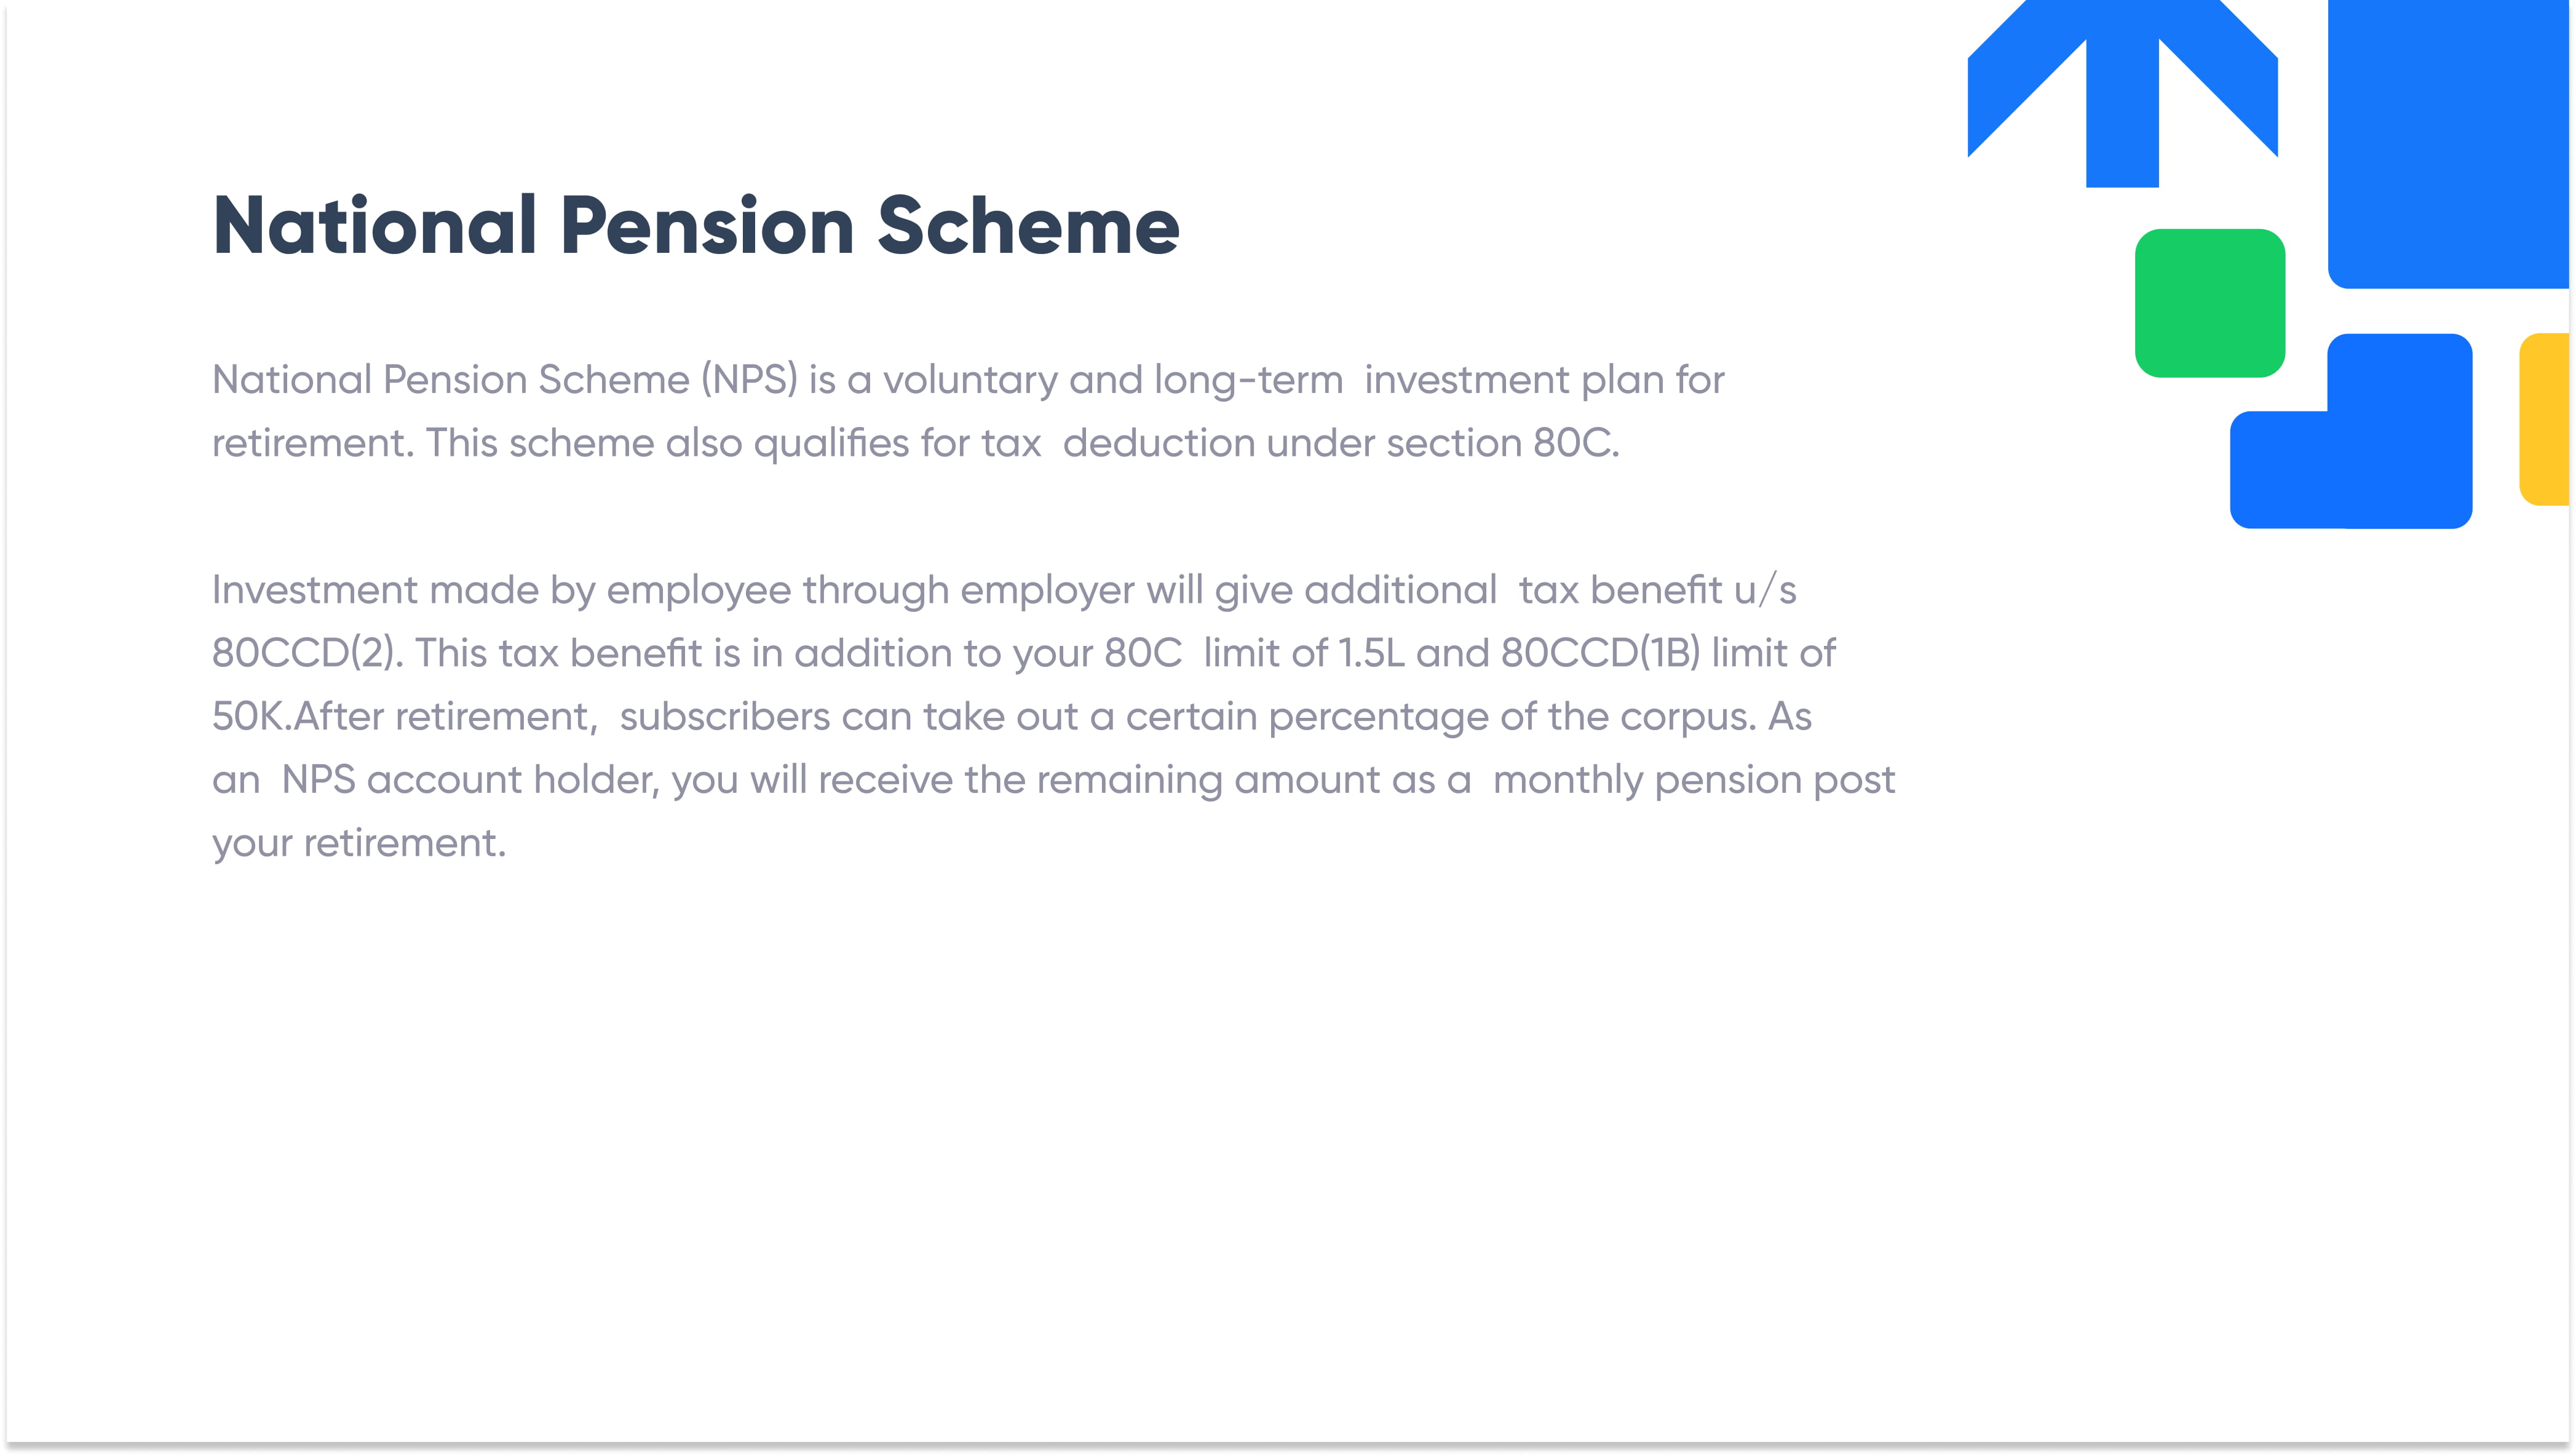 National Pension Scheme
National Pension Scheme (NPS) is a voluntary and long-term  investment plan for
retirement. This scheme also qualifies for tax  deduction under section 80C.
Investment made by employee through employer will give additional  tax benefit u/s
80CCD(2). This tax benefit is in addition to your 80C  limit of 1.5L and 80CCD(1B) limit of
50K.After retirement,  subscribers can take out a certain percentage of the corpus. As
an  NPS account holder, you will receive the remaining amount as a  monthly pension post
your retirement.